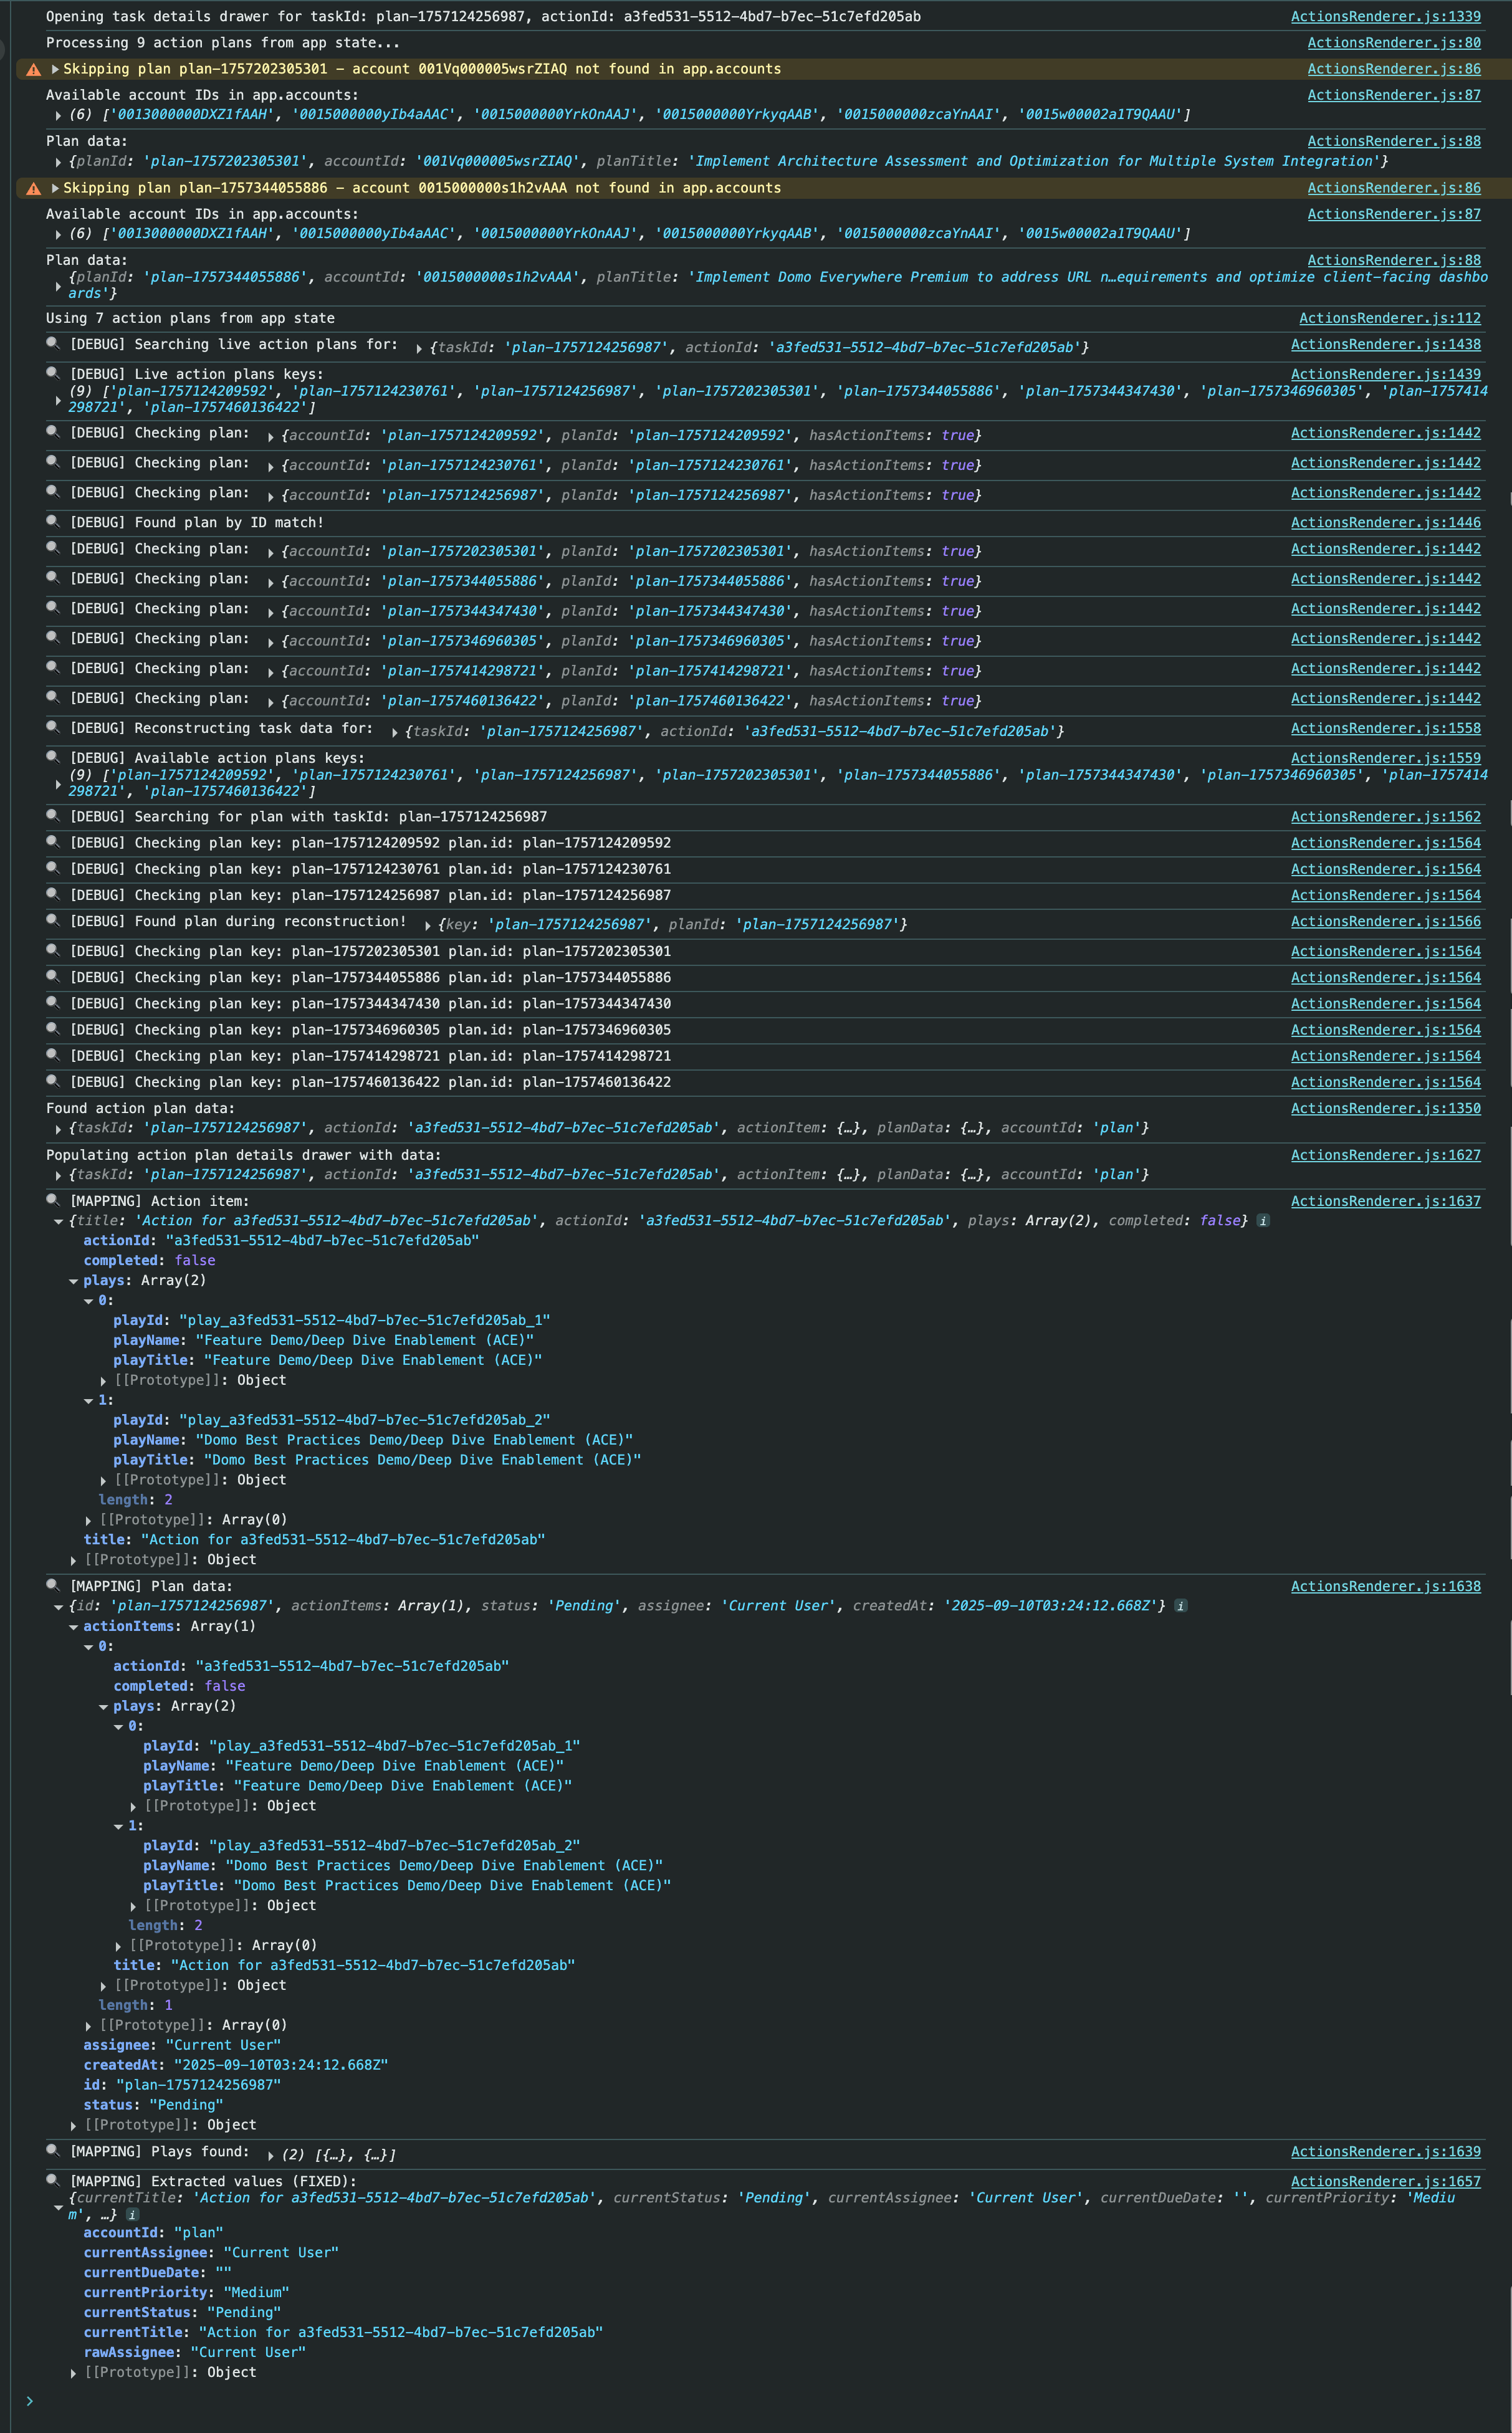 Opening task details drawer for taskId: plan-1757124256987, actionId: a3fed531-5512-4bd7-b7ec-51c7efd205ab ActionsRenderer.js:1339
Processing 9 action plans from app state... ActionsRenderer.js:80
Skipping plan plan-1757202305301 – account 001Vq000005wsrZIAQ not found in app.accounts ActionsRenderer.js:86
Available account IDs in app.accounts: ActionsRenderer.js:87
(6) ['0013000000DXZ1fAAH', '0015000000yIb4aAAC', '0015000000YrkOnAAJ', '0015000000YrkyqAAB', '0015000000zcaYnAAI', '0015w00002a1T9QAAU']
Plan data: ActionsRenderer.js:88
{planId: 'plan-1757202305301', accountId: '001Vq000005wsrZIAQ', planTitle: 'Implement Architecture Assessment and Optimization for Multiple System Integration'}
Skipping plan plan-1757344055886 – account 0015000000s1h2vAAA not found in app.accounts ActionsRenderer.js:86
Available account IDs in app.accounts: ActionsRenderer.js:87
(6) ['0013000000DXZ1fAAH', '0015000000yIb4aAAC', '0015000000YrkOnAAJ', '0015000000YrkyqAAB', '0015000000zcaYnAAI', '0015w00002a1T9QAAU']
Plan data: ActionsRenderer.js:88
{planId: 'plan-1757344055886', accountId: '0015000000s1h2vAAA', planTitle: 'Implement Domo Everywhere Premium to address URL n…equirements and optimize client-facing dashbo
ards'}
Using 7 action plans from app state ActionsRenderer.js:112
[DEBUG] Searching live action plans for: {taskId: 'plan-1757124256987', actionId: 'a3fed531-5512-4bd7-b7ec-51c7efd205ab'} ActionsRenderer.js:1438
[DEBUG] Live action plans keys: ActionsRenderer.js:1439
(9) ['plan-1757124209592', 'plan-1757124230761', 'plan-1757124256987', 'plan-1757202305301', 'plan-1757344055886', 'plan-1757344347430', 'plan-1757346960305', 'plan-1757414
298721', 'plan-1757460136422']
[DEBUG] Checking plan: {accountId: 'plan-1757124209592', planId: 'plan-1757124209592', hasActionItems: true} ActionsRenderer.js:1442
[DEBUG] Checking plan: {accountId: 'plan-1757124230761', planId: 'plan-1757124230761', hasActionItems: true} ActionsRenderer.js:1442
[DEBUG] Checking plan: {accountId: 'plan-1757124256987', planId: 'plan-1757124256987', hasActionItems: true} ActionsRenderer.js:1442
[DEBUG] Found plan by ID match! ActionsRenderer.js:1446
[DEBUG] Checking plan: {accountId: 'plan-1757202305301', planId: 'plan-1757202305301', hasActionItems: true} ActionsRenderer.js:1442
[DEBUG] Checking plan: {accountId: 'plan-1757344055886', planId: 'plan-1757344055886', hasActionItems: true} ActionsRenderer.js:1442
[DEBUG] Checking plan: {accountId: 'plan-1757344347430', planId: 'plan-1757344347430', hasActionItems: true} ActionsRenderer.js:1442
[DEBUG] Checking plan: {accountId: 'plan-1757346960305', planId: 'plan-1757346960305', hasActionItems: true} ActionsRenderer.js:1442
[DEBUG] Checking plan: {accountId: 'plan-1757414298721', planId: 'plan-1757414298721', hasActionItems: true} ActionsRenderer.js:1442
[DEBUG] Checking plan: {accountId: 'plan-1757460136422', planId: 'plan-1757460136422', hasActionItems: true} ActionsRenderer.js:1442
[DEBUG] Reconstructing task data for: {taskId: 'plan-1757124256987', actionId: 'a3fed531-5512-4bd7-b7ec-51c7efd205ab'} ActionsRenderer.js:1558
[DEBUG] Available action plans keys: ActionsRenderer.js:1559
(9) ['plan-1757124209592', 'plan-1757124230761', 'plan-1757124256987', 'plan-1757202305301', 'plan-1757344055886', 'plan-1757344347430', 'plan-1757346960305', 'plan-1757414
298721', 'plan-1757460136422']
[DEBUG] Searching for plan with taskId: plan-1757124256987 ActionsRenderer.js:1562
[DEBUG] Checking plan key: plan-1757124209592 plan.id: plan-1757124209592 ActionsRenderer.js:1564
[DEBUG] Checking plan key: plan-1757124230761 plan.id: plan-1757124230761 ActionsRenderer.js:1564
[DEBUG] Checking plan key: plan-1757124256987 plan.id: plan-1757124256987 ActionsRenderer.js:1564
[DEBUG] Found plan during reconstruction! {key: 'plan-1757124256987', planId: 'plan-1757124256987'} ActionsRenderer.js:1566
[DEBUG] Checking plan key: plan-1757202305301 plan.id: plan-1757202305301 ActionsRenderer.js:1564
[DEBUG] Checking plan key: plan-1757344055886 plan.id: plan-1757344055886 ActionsRenderer.js:1564
[DEBUG] Checking plan key: plan-1757344347430 plan.id: plan-1757344347430 ActionsRenderer.js:1564
[DEBUG] Checking plan key: plan-1757346960305 plan.id: plan-1757346960305 ActionsRenderer.js:1564
[DEBUG] Checking plan key: plan-1757414298721 plan.id: plan-1757414298721 ActionsRenderer.js:1564
[DEBUG] Checking plan key: plan-1757460136422 plan.id: plan-1757460136422 ActionsRenderer.js:1564
Found action plan data: ActionsRenderer.js:1350
{taskId: 'plan-1757124256987', actionId: 'a3fed531-5512-4bd7-b7ec-51c7efd205ab', actionItem: {…}, planData: {…}, accountId: 'plan'}
Populating action plan details drawer with data: ActionsRenderer.js:1627
{taskId: 'plan-1757124256987', actionId: 'a3fed531-5512-4bd7-b7ec-51c7efd205ab', actionItem: {…}, planData: {…}, accountId: 'plan'}
[MAPPING] Action item: ActionsRenderer.js:1637
{title: 'Action for a3fed531-5512-4bd7-b7ec-51c7efd205ab', actionId: 'a3fed531-5512-4bd7-b7ec-51c7efd205ab', plays: Array(2), completed: false} i
actionId: "a3fed531-5512-4bd7-b7ec-51c7efd205ab"
completed: false
plays: Array(2)
0:
playId: "play_a3fed531-5512-4bd7-b7ec-51c7efd205ab_1"
playName: "Feature Demo/Deep Dive Enablement (ACE)"
playTitle: "Feature Demo/Deep Dive Enablement (ACE)"
[[Prototype]]: Object
1:
playId: "play_a3fed531-5512-4bd7-b7ec-51c7efd205ab_2"
playName: "Domo Best Practices Demo/Deep Dive Enablement (ACE)"
playTitle: "Domo Best Practices Demo/Deep Dive Enablement (ACE)"
[[Prototype]]: Object
length: 2
[[Prototype]]: Array(0)
title: "Action for a3fed531-5512-4bd7-b7ec-51c7efd205ab"
[[Prototype]]: Object
[MAPPING] Plan data: ActionsRenderer.js:1638
{id: 'plan-1757124256987', actionItems: Array(1), status: 'Pending', assignee: 'Current User', createdAt: '2025-09-10T03:24:12.668Z'} i
actionItems: Array(1)
0:
actionId: "a3fed531-5512-4bd7-b7ec-51c7efd205ab"
completed: false
plays: Array(2)
0:
playId: "play_a3fed531-5512-4bd7-b7ec-51c7efd205ab_1"
playName: "Feature Demo/Deep Dive Enablement (ACE)"
playTitle: "Feature Demo/Deep Dive Enablement (ACE)"
[[Prototype]]: Object
1:
playId: "play_a3fed531-5512-4bd7-b7ec-51c7efd205ab_2"
playName: "Domo Best Practices Demo/Deep Dive Enablement (ACE)"
playTitle: "Domo Best Practices Demo/Deep Dive Enablement (ACE)"
[[Prototype]]: Object
length: 2
[[Prototype]]: Array(0)
title: "Action for a3fed531-5512-4bd7-b7ec-51c7efd205ab"
[[Prototype]]: Object
length: 1
[[Prototype]]: Array(0)
assignee: "Current User"
createdAt: "2025-09-10T03:24:12.668Z"
id: "plan-1757124256987"
status: "Pending"
[[Prototype]]: Object
[MAPPING] Plays found: (2) [{…}, {…}] ActionsRenderer.js:1639
[MAPPING] Extracted values (FIXED): ActionsRenderer.js:1657
{currentTitle: 'Action for a3fed531-5512-4bd7-b7ec-51c7efd205ab', currentStatus: 'Pending', currentAssignee: 'Current User', currentDueDate: '', currentPriority: 'Mediu
m', …} i
accountId: "plan"
currentAssignee: "Current User"
currentDueDate: ""
currentPriority: "Medium"
currentStatus: "Pending"
currentTitle: "Action for a3fed531-5512-4bd7-b7ec-51c7efd205ab"
rawAssignee: "Current User"
[[Prototype]]: Object